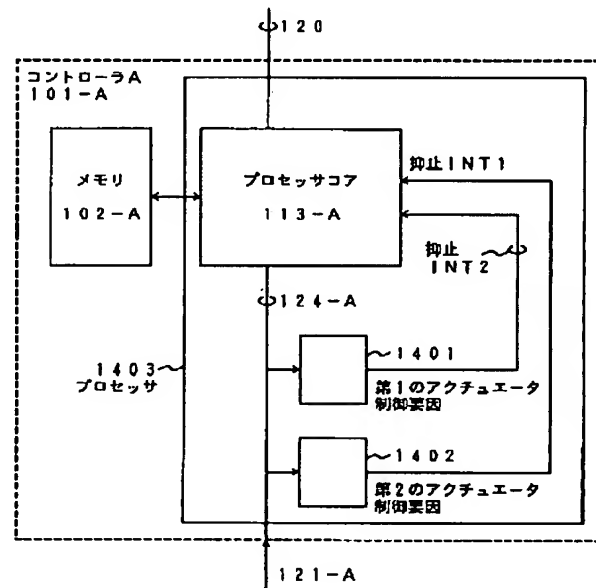 120
コントローラA
101-A
メモリ
102-A
プロセッサコア
113-A
抑止INT1
抑止
INT2
124-A
1403
プロセッサ
1401
第1のアクチュエータ
制御要因
1402
第2のアクチュエータ
制御要因
121-A